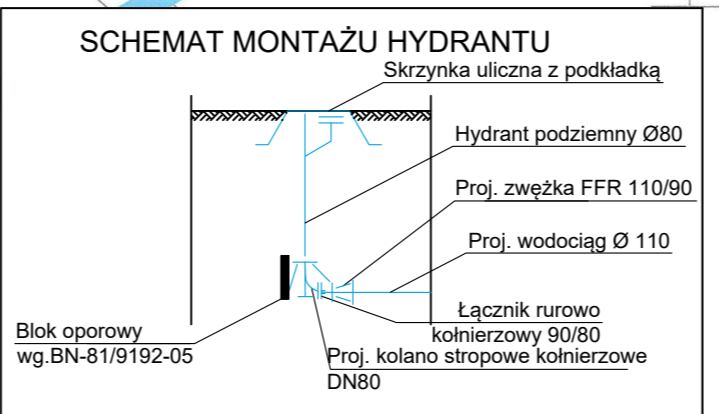 SCHEMAT MONTAŻU HYDRANTU
Skrzynka uliczna z podkładką
Hydrant podziemny Ø80
Proj. zwężka FFR 110/90
Proj. wodociąg Ø 110
Łącznik rurowo
kołnierzowy 90/80
Blok oporowy
wg.BN-81/9192-05
Proj. kolano stropowe kołnierzowe
DN80